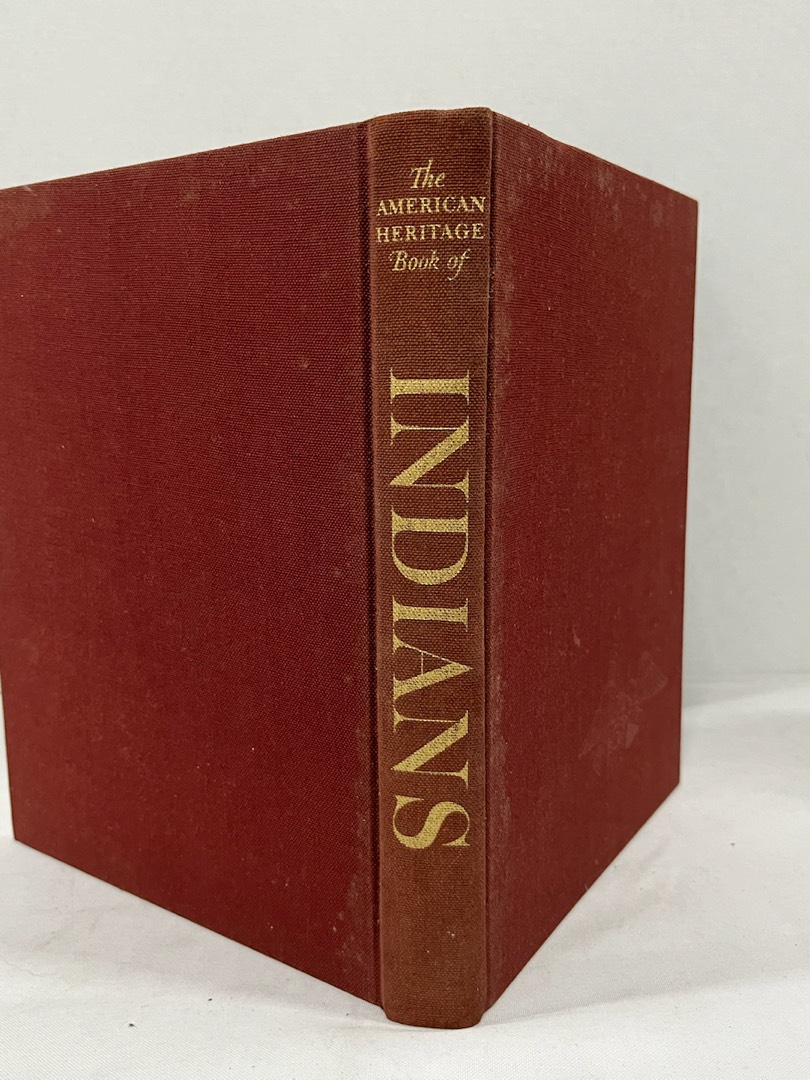 The
AMERICAN
HERITAGE
Book of
INDIANS